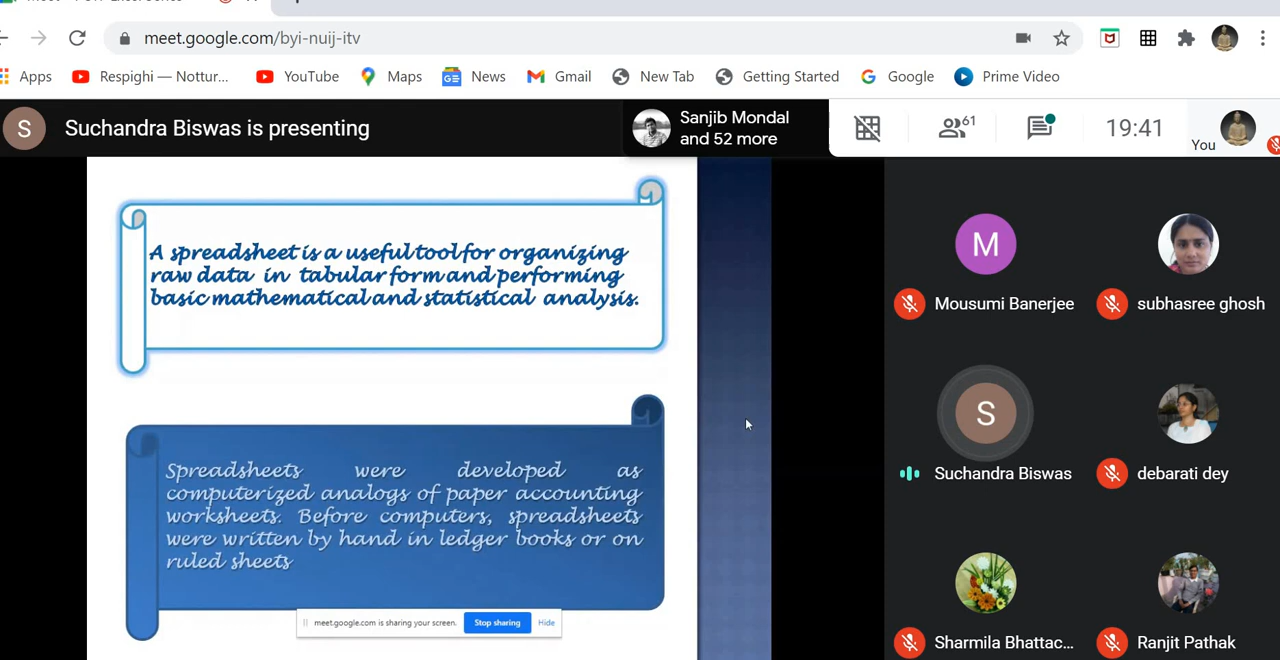 meet.google.com/byi-nuij-itv
Apps
Respighi — Nottur...
YouTube
Maps
News
Gmail
New Tab
Getting Started
Google
Prime Video
S
Suchandra Biswas is presenting
Sanjib Mondal
and 52 more
61
19:41
You
A spreadsheet is a useful tool for organizing
raw data in tabular form and performing
basic mathematical and statistical analysis.
Spreadsheets were developed as
computerized analogs of paper accounting
worksheets. Before computers, spreadsheets
were written by hand in ledger books or on
ruled sheets
meet.google.com is sharing your screen.
Stop sharing
Hide
M
Mousumi Banerjee
subhasree ghosh
S
Suchandra Biswas
debarati dey
Sharmila Bhattac...
Ranjit Pathak